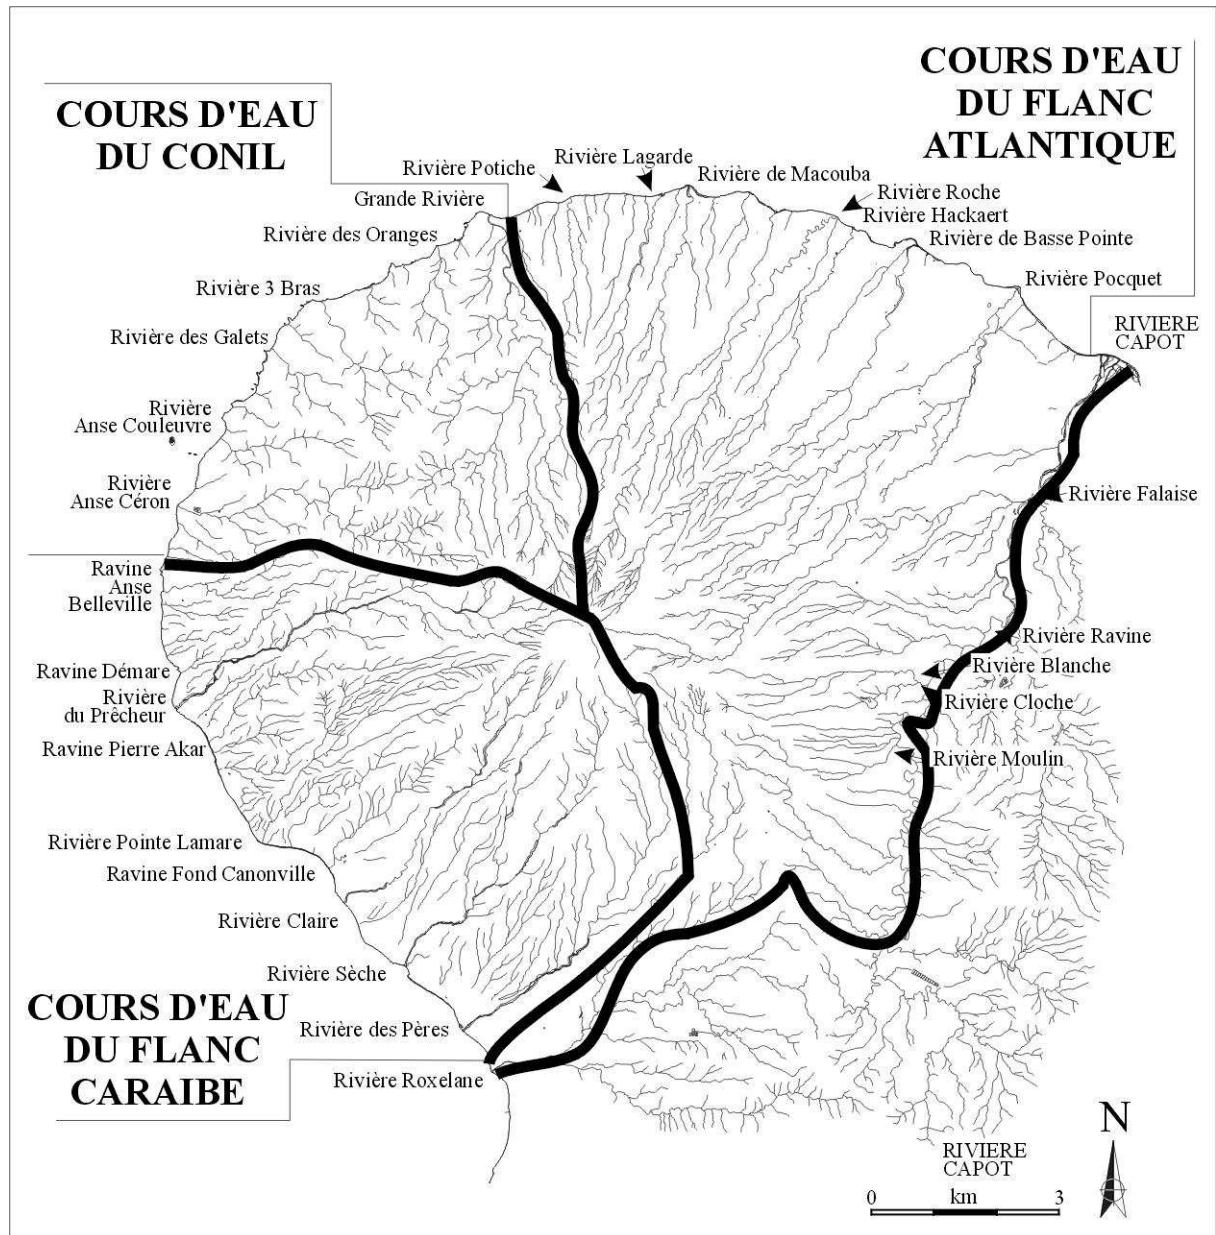 COURS D'EAU
DU CONIL
COURS D'EAU
DU FLANC
ATLANTIQUE
Rivière Potiche
Rivière Lagarde
Rivière de Macouba
Rivière Roche
Grande Rivière
Rivière Hackaert
Rivière des Oranges
Rivière de Basse Pointe
Rivière 3 Bras
Rivière Pocquet
Rivière des Galets
RIVIERE
CAPOT
Rivière
Anse Couleuvre
Rivière
Anse Céron
Rivière Falaise
Ravine
Anse
Belleville
Rivière Ravine
Ravine Démare
Rivière Blanche
Rivière
du Prêcheur
Rivière Cloche
Ravine Pierre Akar
Rivière Moulin
Rivière Pointe Lamare
Ravine Fond Canonville
Rivière Claire
Rivière Sèche
COURS D'EAU
DU FLANC
CARAIBE
Rivière des Pères
Rivière Roxelane
N
RIVIERE
CAPOT
0 km 3